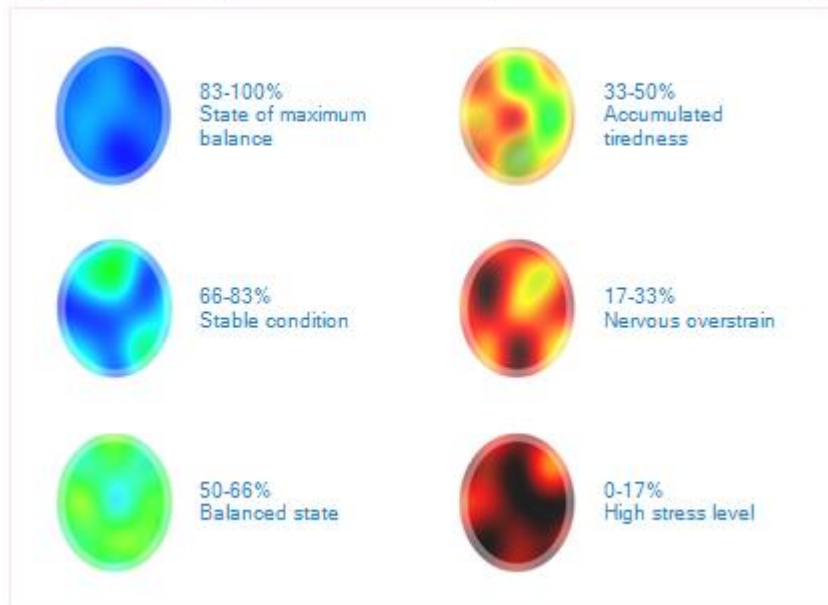 83-100%
State of maximum
balance
66-83%
Stable condition
50-66%
Balanced state
33-50%
Accumulated
tiredness
17-33%
Nervous overstrain
0-17%
High stress level